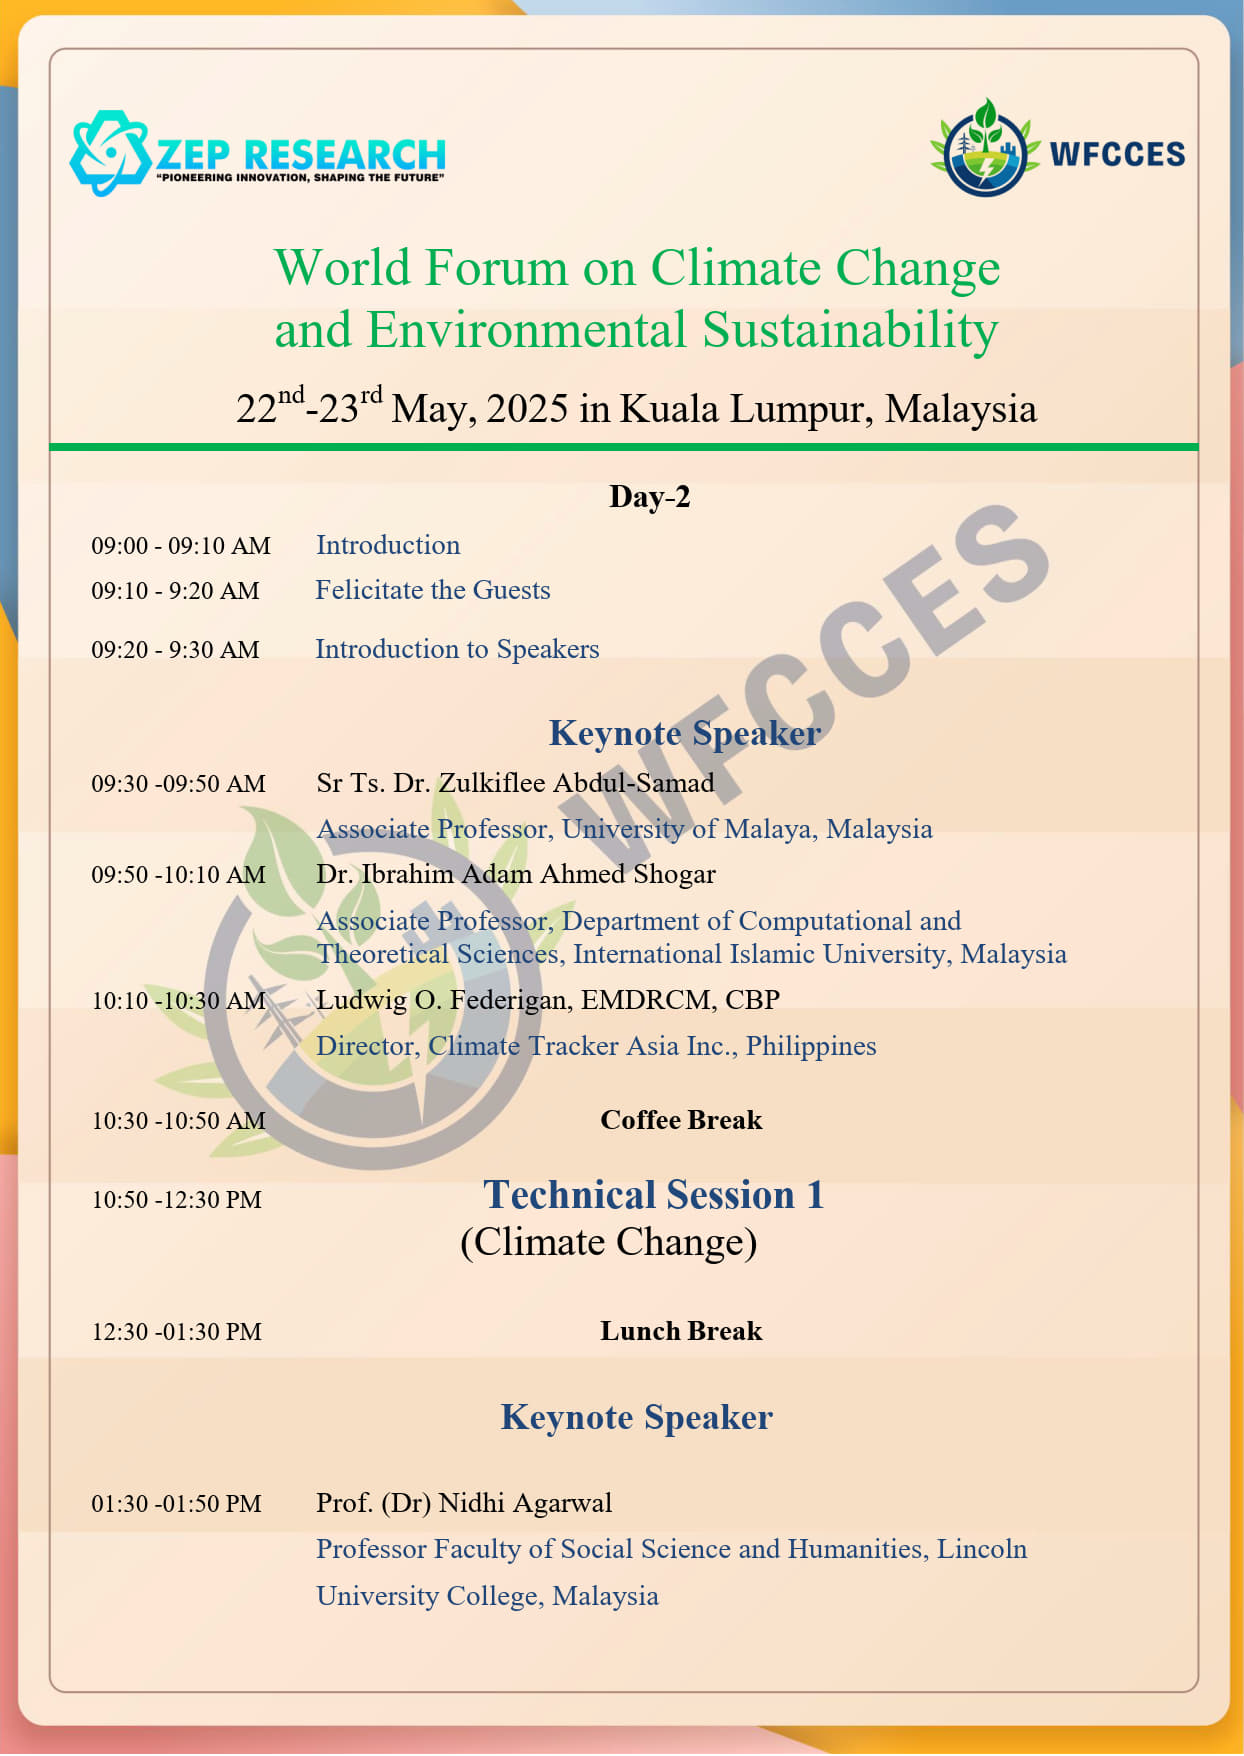 ZEP RESEARCH
"PIONEERING INNOVATION, SHAPING THE FUTURE"
WFCCES
World Forum on Climate Change
and Environmental Sustainability
22nd-23rd May, 2025 in Kuala Lumpur, Malaysia
Day-2
09:00 - 09:10 AM Introduction
09:10 - 9:20 AM Felicitate the Guests
09:20 - 9:30 AM Introduction to Speakers
WFCCES
Keynote Speaker
09:30 -09:50 AM Sr Ts. Dr. Zulkiflee Abdul-Samad
Associate Professor, University of Malaya, Malaysia
09:50 -10:10 AM Dr. Ibrahim Adam Ahmed Shogar
Associate Professor, Department of Computational and
Theoretical Sciences, International Islamic University, Malaysia
10:10 -10:30 AM Ludwig O. Federigan, EMDRCM, CBP
Director, Climate Tracker Asia Inc., Philippines
10:30 -10:50 AM Coffee Break
10:50 -12:30 PM Technical Session 1
(Climate Change)
12:30 -01:30 PM Lunch Break
Keynote Speaker
01:30 -01:50 PM Prof. (Dr) Nidhi Agarwal
Professor Faculty of Social Science and Humanities, Lincoln
University College, Malaysia